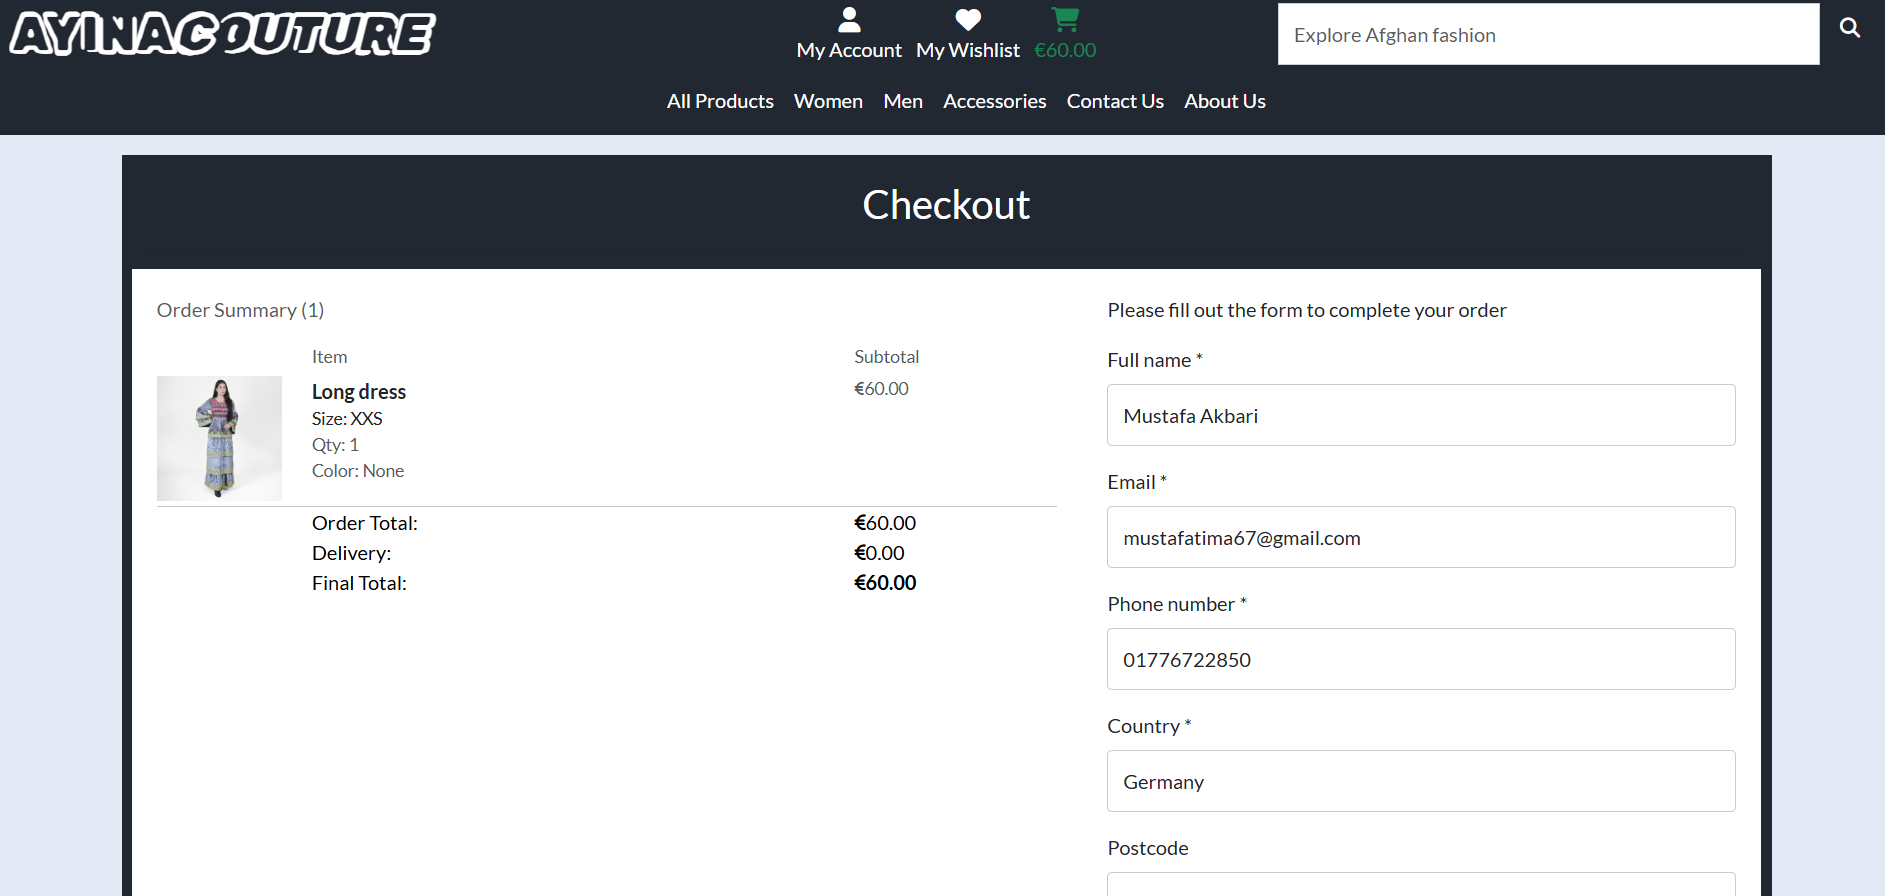 AYINACOUTURE
My Account My Wishlist €60.00
Explore Afghan fashion
All Products Women Men Accessories Contact Us About Us
Checkout
Order Summary (1)
Item Subtotal
Long dress €60.00
Size: XXS
Qty: 1
Color: None
Order Total: €60.00
Delivery: €0.00
Final Total: €60.00
Please fill out the form to complete your order
Full name *
Mustafa Akbari
Email *
mustafatima67@gmail.com
Phone number *
01776722850
Country *
Germany
Postcode